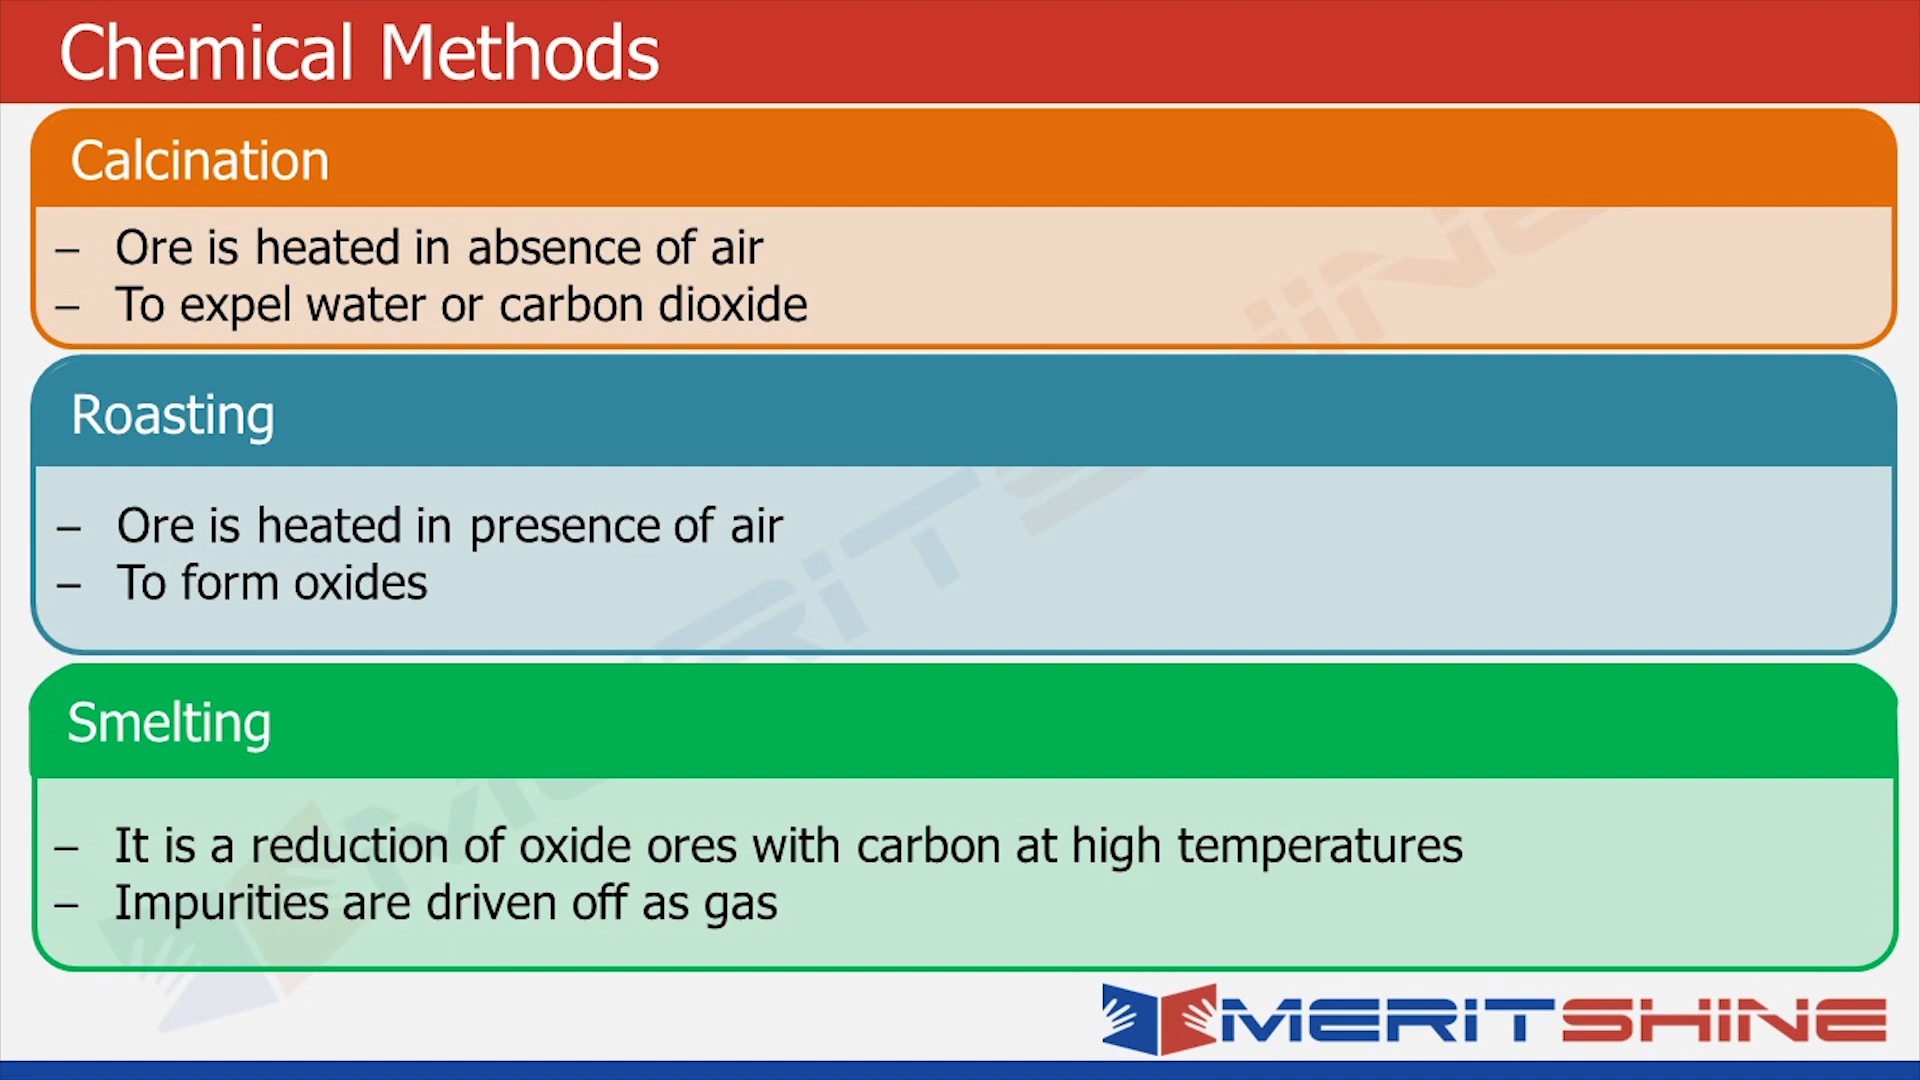 Chemical Methods
Calcination
– Ore is heated in absence of air
– To expel water or carbon dioxide
Roasting
– Ore is heated in presence of air
– To form oxides
Smelting
– It is a reduction of oxide ores with carbon at high temperatures
– Impurities are driven off as gas
MERiTSHiNE
MERiTSHiNE